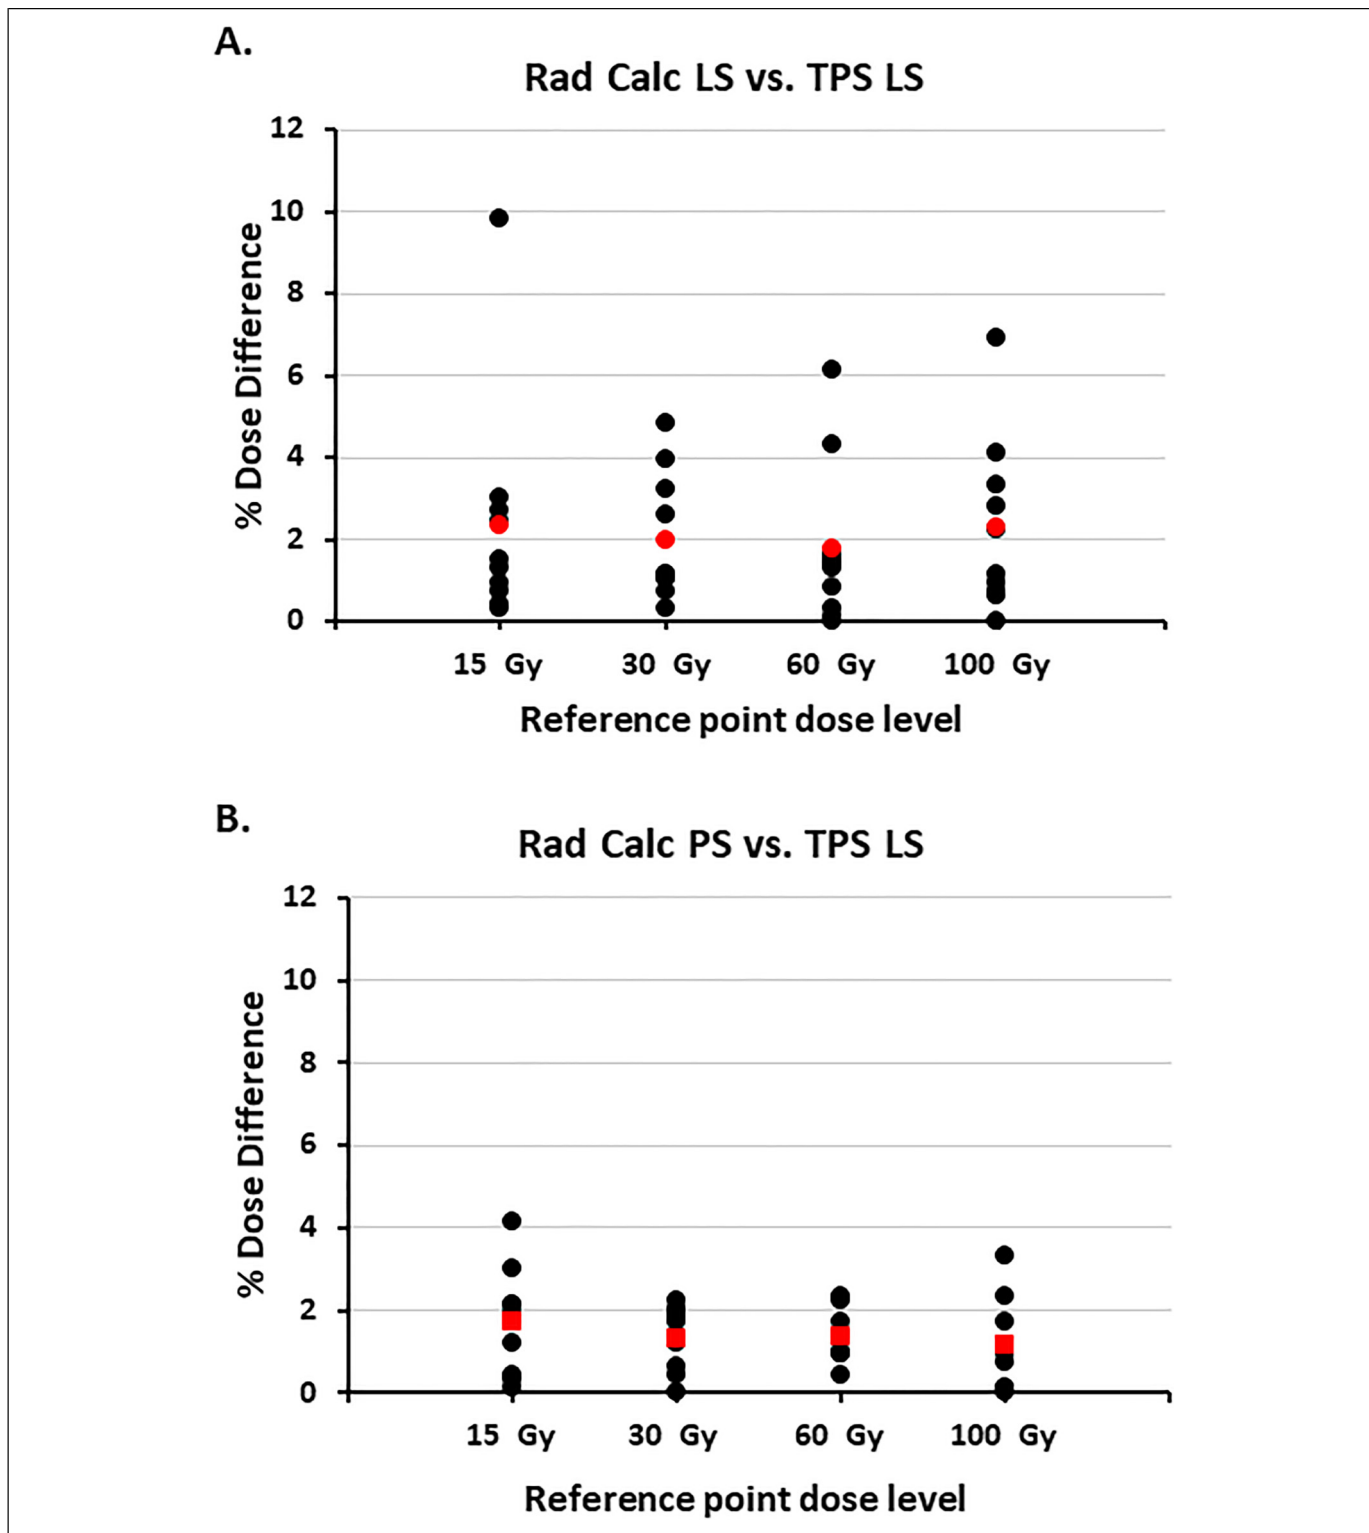 A.
Rad Calc LS vs. TPS LS
12
10
8
6
4
2
0
% Dose Difference
15 Gy 30 Gy 60 Gy 100 Gy
Reference point dose level
B.
Rad Calc PS vs. TPS LS
12
10
8
6
4
2
0
% Dose Difference
15 Gy 30 Gy 60 Gy 100 Gy
Reference point dose level